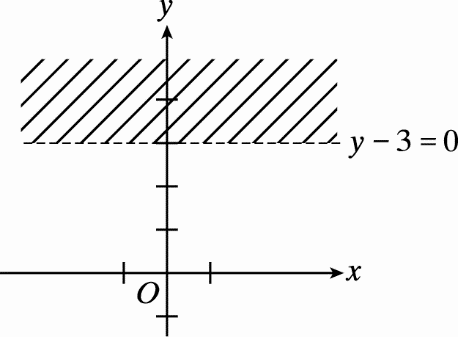 y
y − 3 = 0
x
O